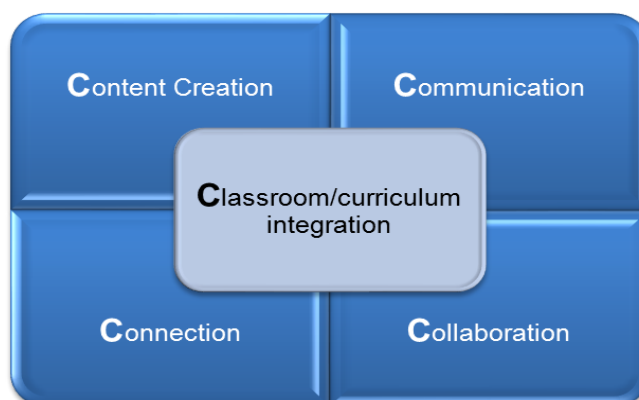 Content Creation
Communication
Classroom/curriculum
integration
Connection
Collaboration